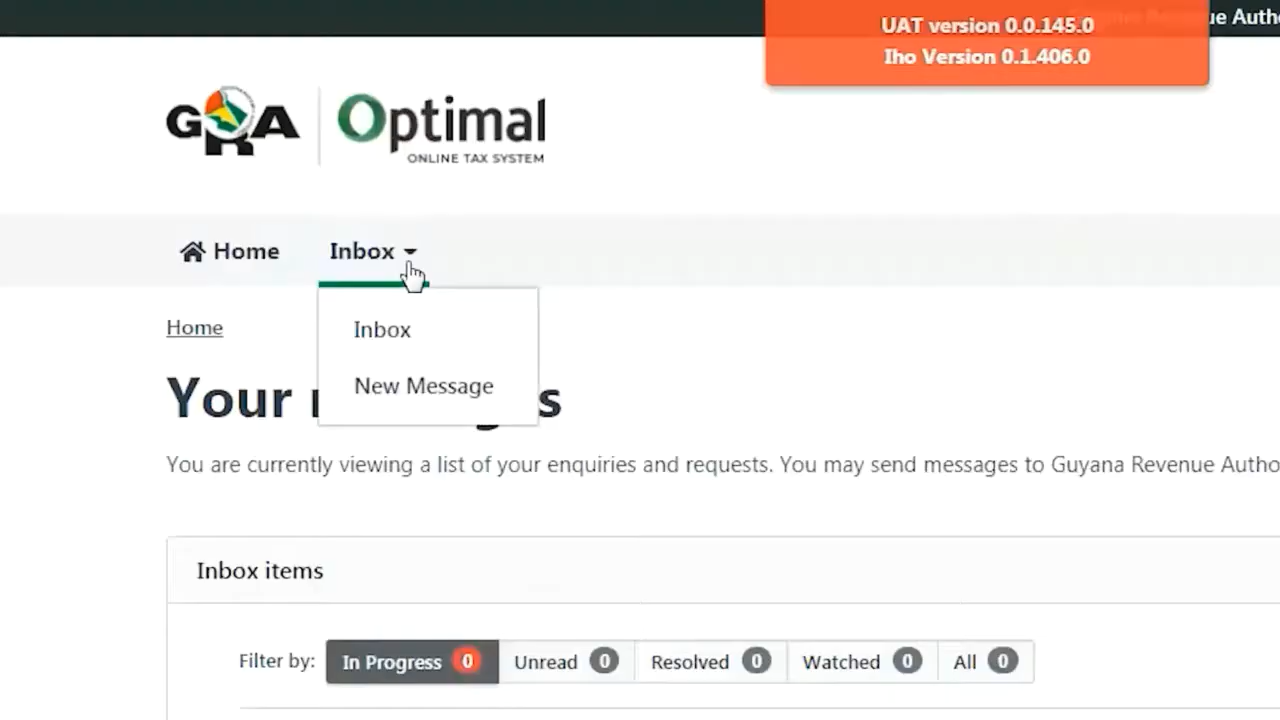 UAT version 0.0.145.0
Iho Version 0.1.406.0
GRA
Optimal
ONLINE TAX SYSTEM
Home
Inbox
Home
Inbox
New Message
Your
s
You are currently viewing a list of your enquiries and requests. You may send messages to Guyana Revenue Autho
Inbox items
Filter by: In Progress 0 Unread 0 Resolved 0 Watched 0 All 0